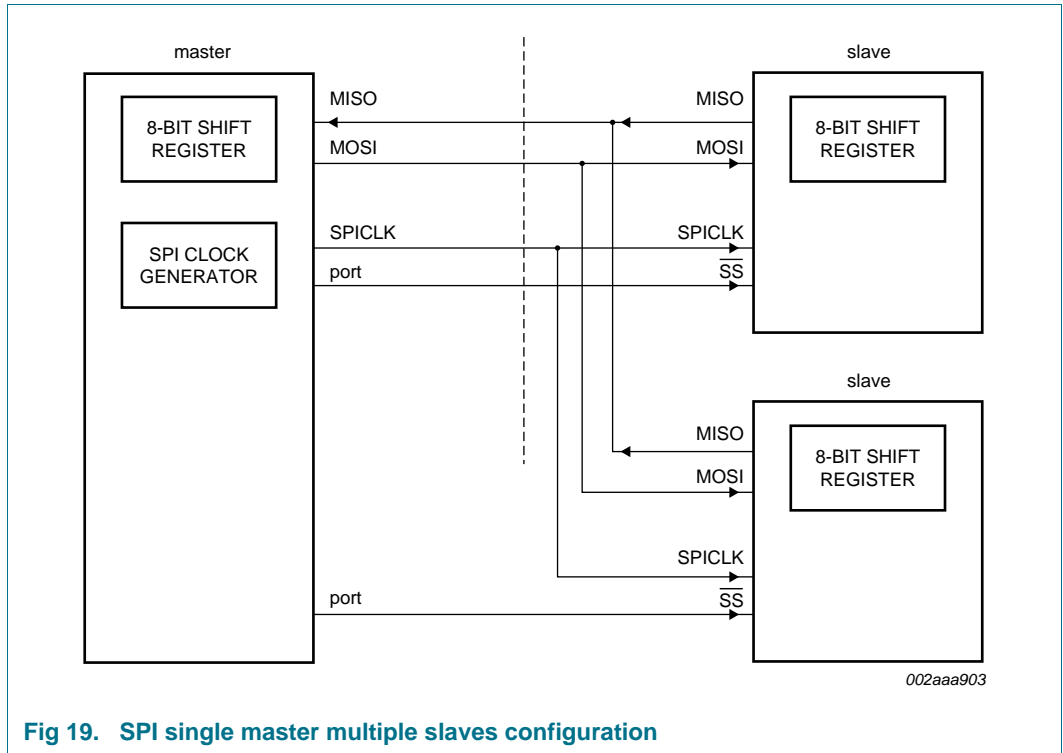 master
slave
8-BIT SHIFT
REGISTER
SPI CLOCK
GENERATOR
MISO
MOSI
SPICLK
port
port
MISO
MOSI
SPICLK
SS
8-BIT SHIFT
REGISTER
slave
MISO
MOSI
SPICLK
SS
8-BIT SHIFT
REGISTER
002aaa903
Fig 19. SPI single master multiple slaves configuration